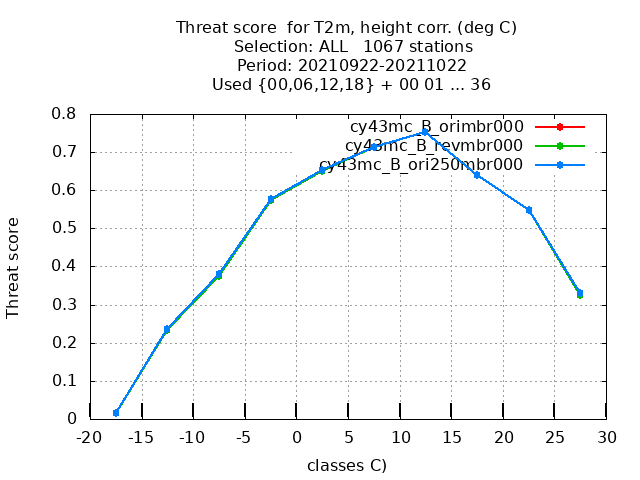 Threat score  for T2m, height corr. (deg C)
Selection: ALL   1067 stations
Period: 20210922-20211022
Used {00,06,12,18} + 00 01 ... 36
cy43mc_B_orimbr000
cy43mc_B_revmbr000
cy43mc_B_ori250mbr000
Threat score
0.8
0.7
0.6
0.5
0.4
0.3
0.2
0.1
0
-20 -15 -10 -5 0 5 10 15 20 25 30
classes C)